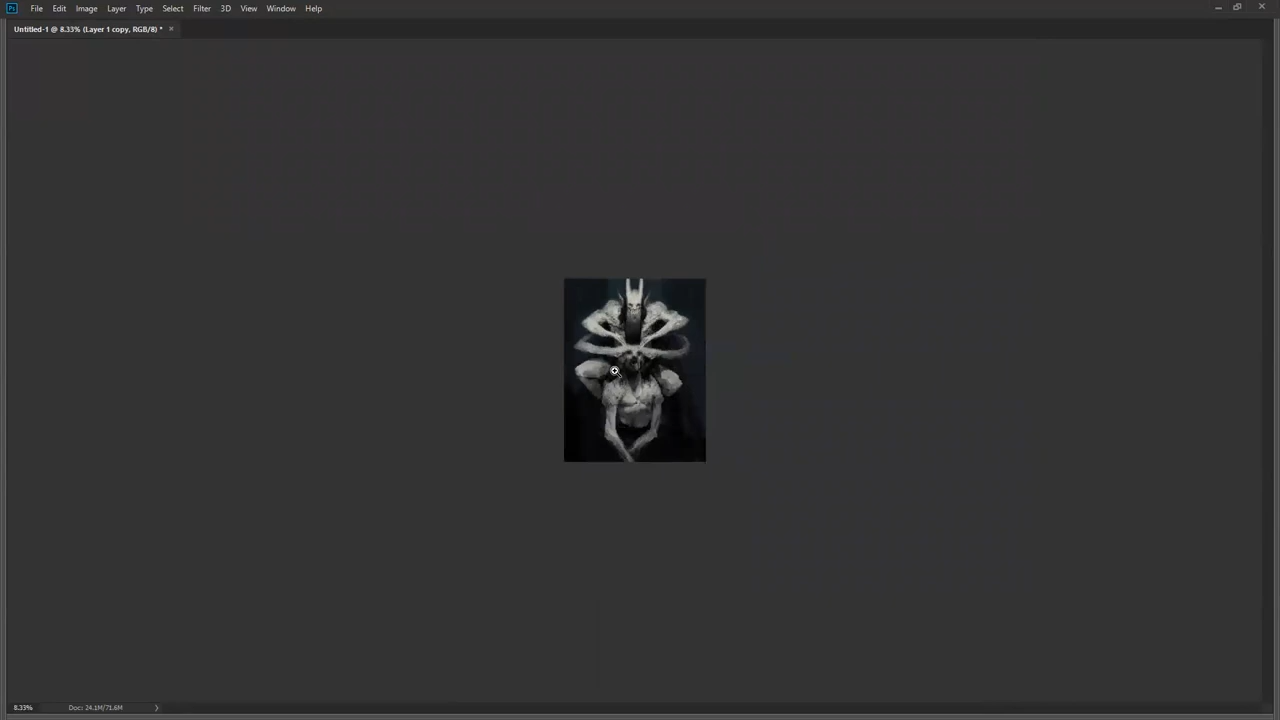 Ps File Edit Image Layer Type Select Filter 3D View Window Help
Untitled-1 @ 8.33% (Layer 1 copy, RGB/8) * ×
8.33% Doc: 24.1M/71.6M